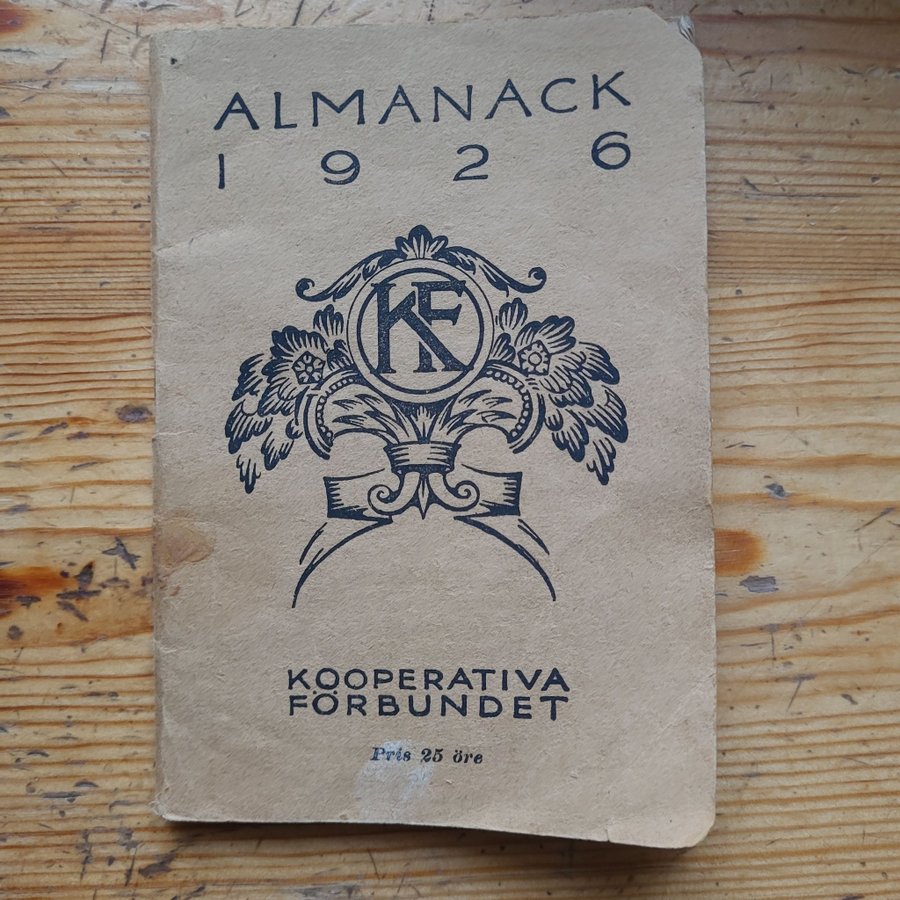 ALMANACK
1926
KF
KOOPERATIVA
FÖRBUNDET
Pris 25 öre